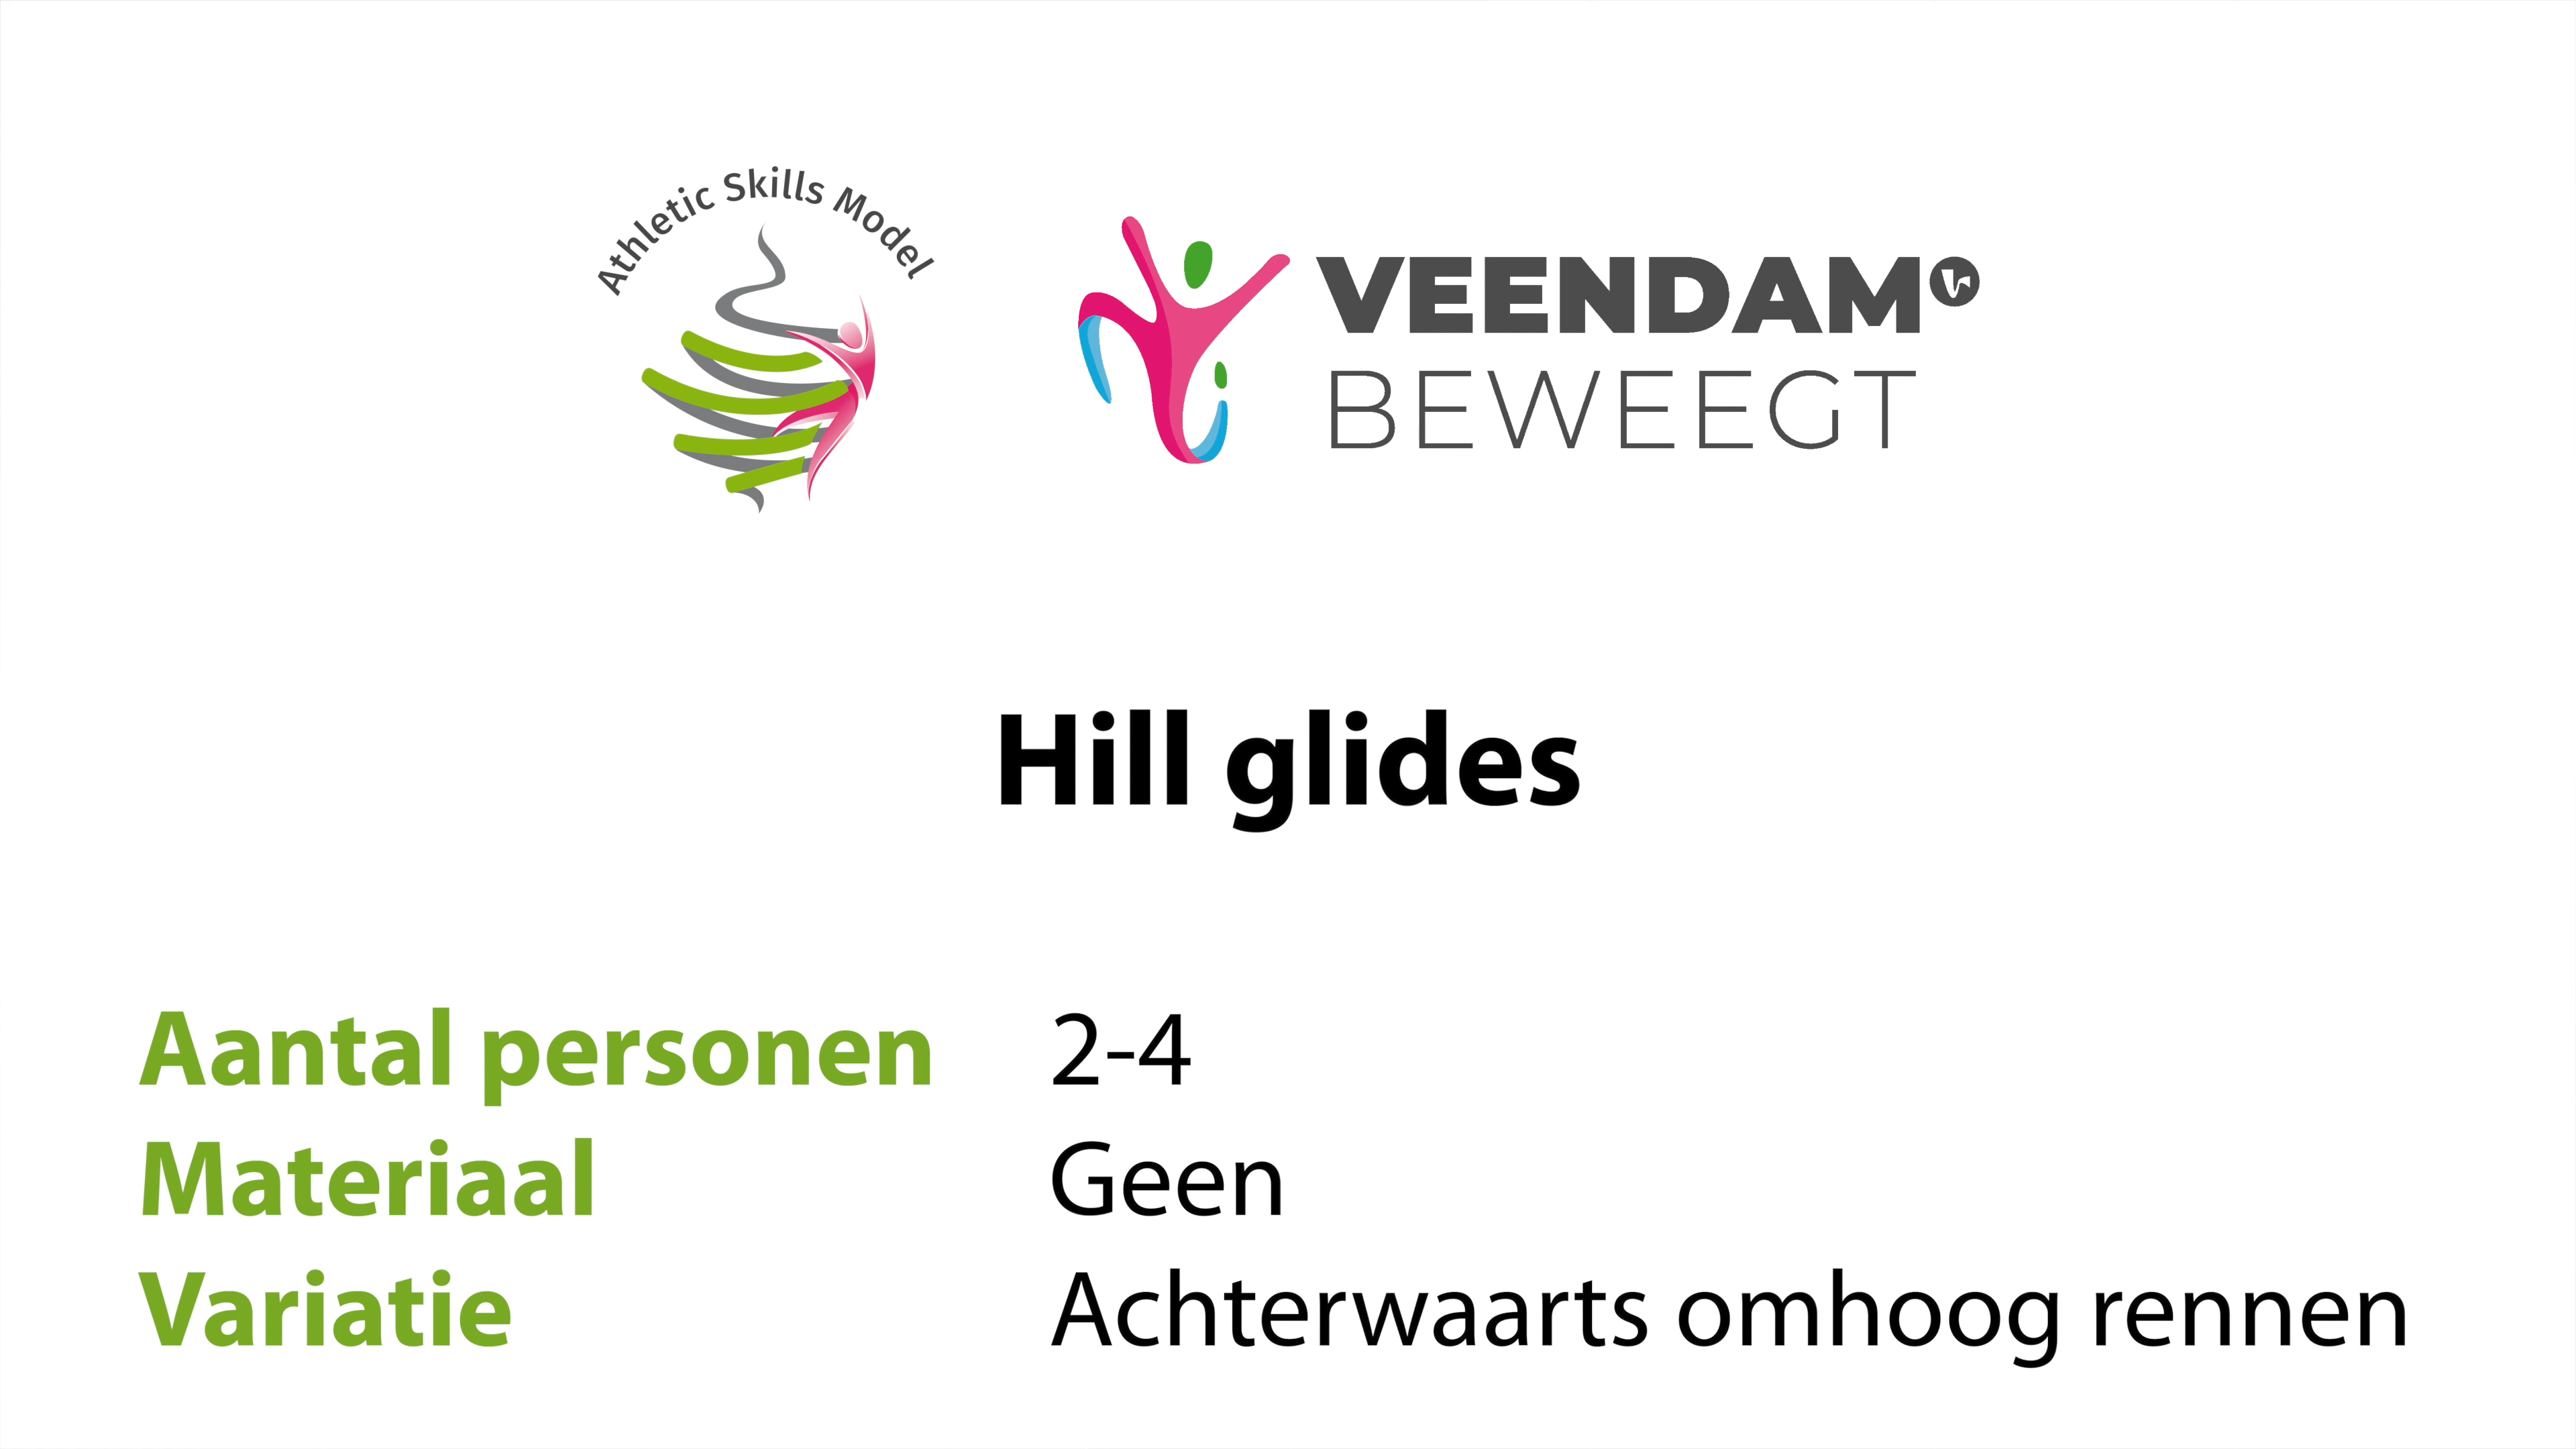 Athletic Skills Model
VEENDAM
BEWEEGT
Hill glides
Aantal personen 2-4
Materiaal Geen
Variatie Achterwaarts omhoog rennen